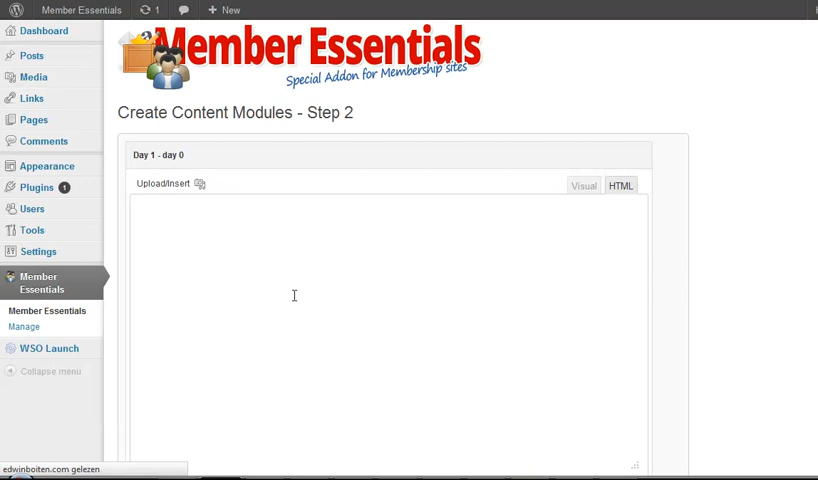 Member Essentials 1 New
Dashboard
Posts
Media
Links
Pages
Comments
Appearance
Plugins 1
Users
Tools
Settings
Member
Essentials
Member Essentials
Manage
WSO Launch
Collapse menu
Member Essentials
Special Addon for Membership sites
Create Content Modules - Step 2
Day 1 - day 0
Upload/Insert
Visual HTML
edwinboiten.com gelezen